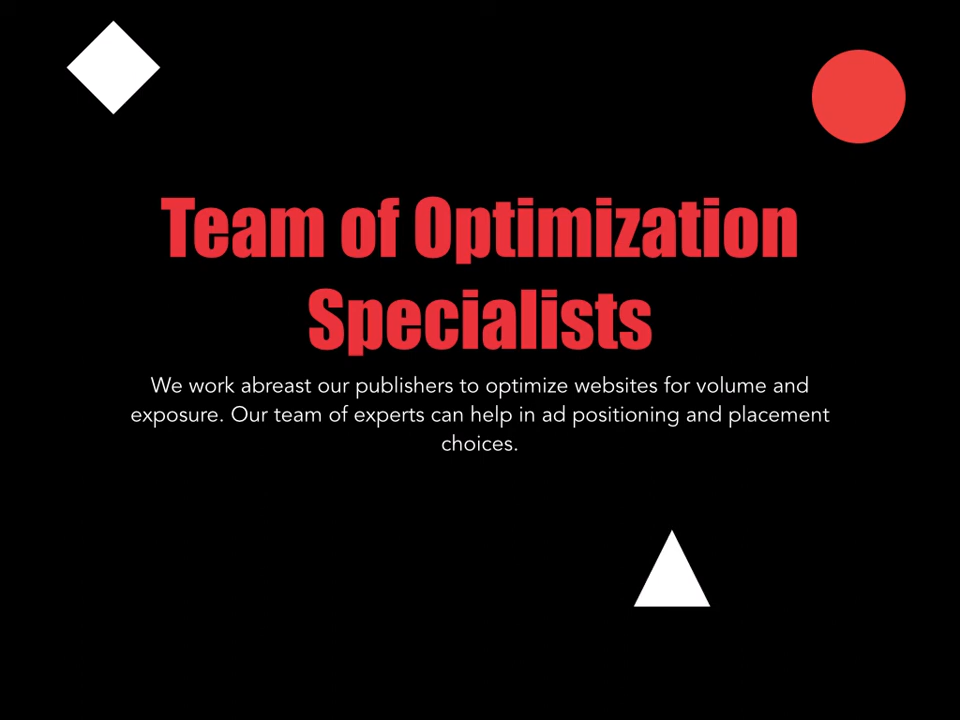 Team of Optimization
Specialists
We work abreast our publishers to optimize websites for volume and
exposure. Our team of experts can help in ad positioning and placement
choices.